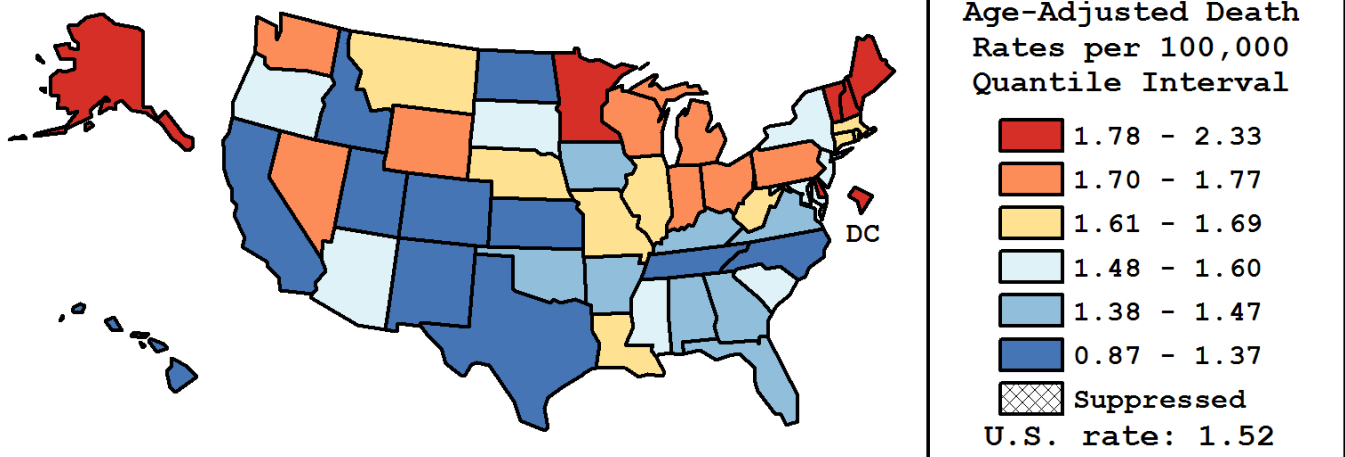 Age-Adjusted Death
Rates per 100,000
Quantile Interval
1.78 - 2.33
1.70 - 1.77
1.61 - 1.69
1.48 - 1.60
1.38 - 1.47
0.87 - 1.37
Suppressed
U.S. rate: 1.52
DC